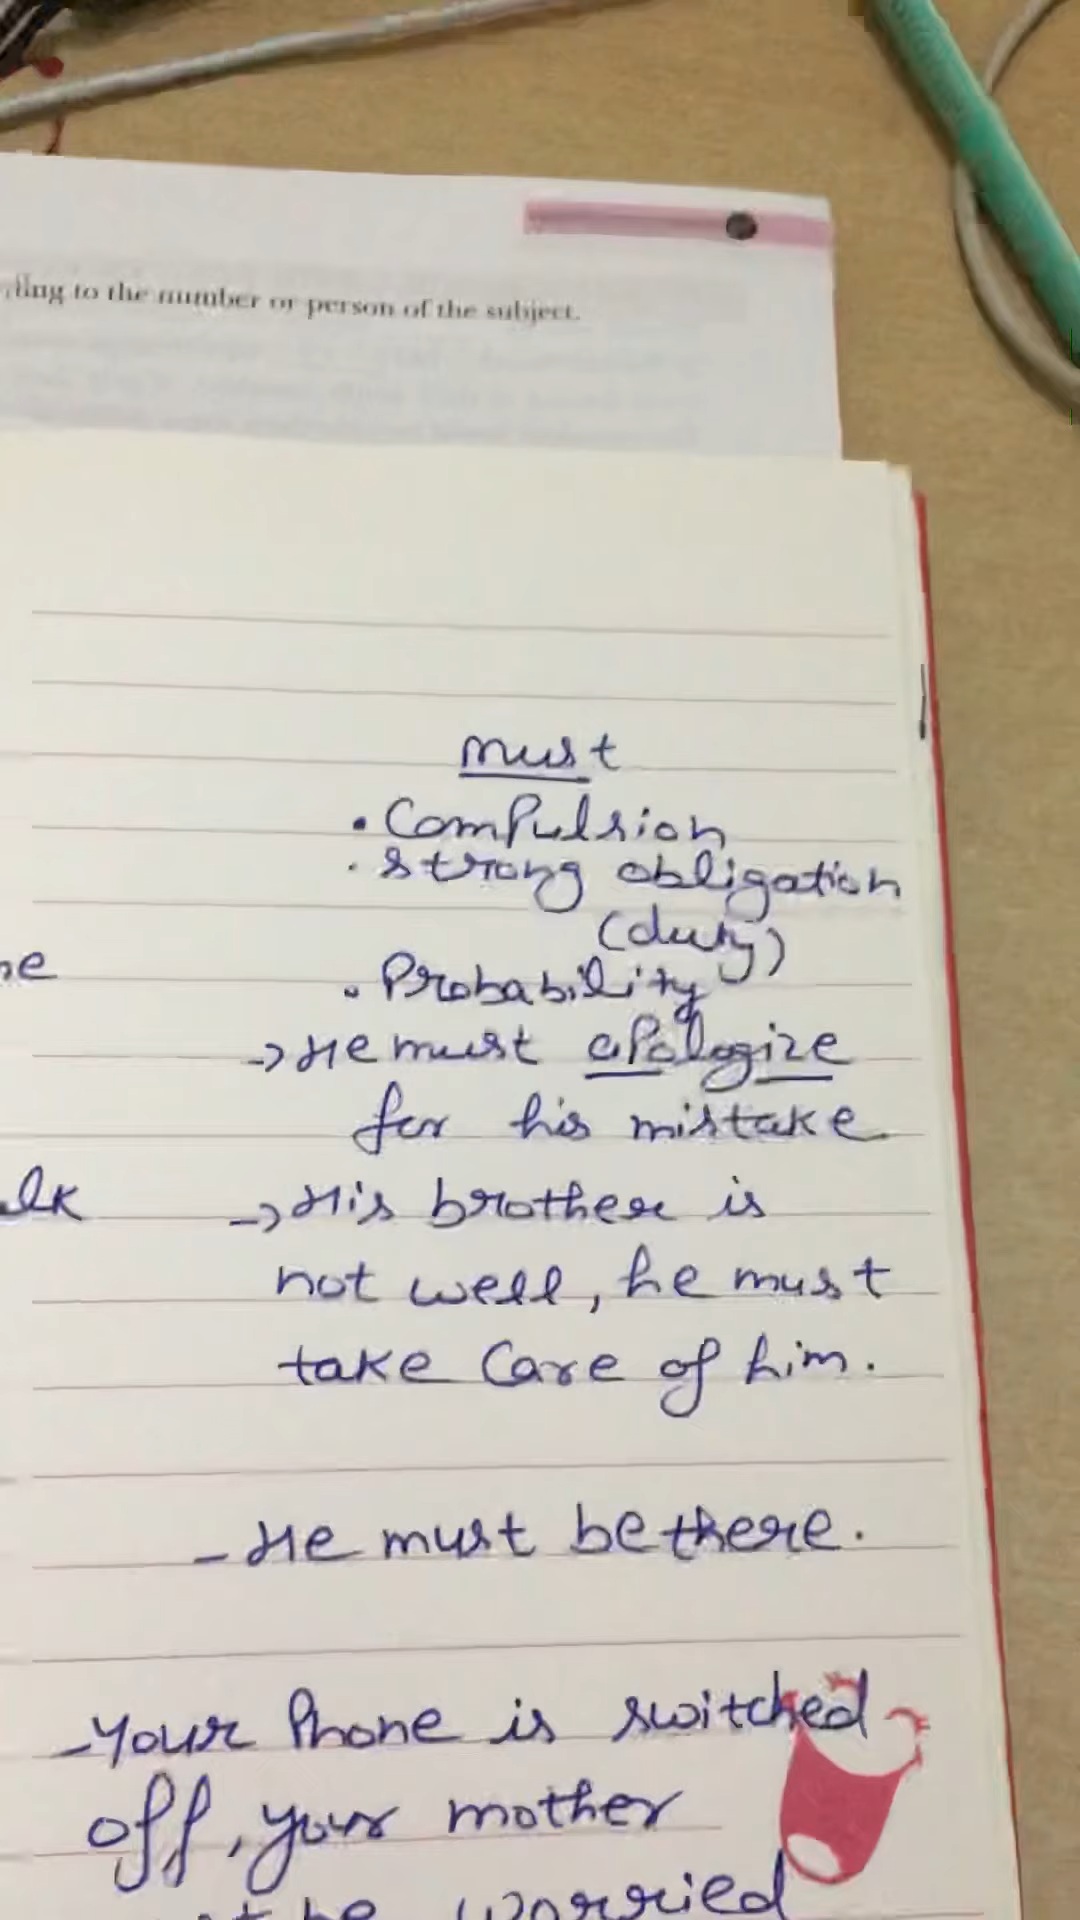 to the number or person of the subject.
must
• Compulsion
• strong obligation
(duty)
• Probability
→ He must apologize
for his mistake
→ His brother is
not well, he must
take care of him.
- He must be there.
- Your Phone is switched
off, your mother
be worried